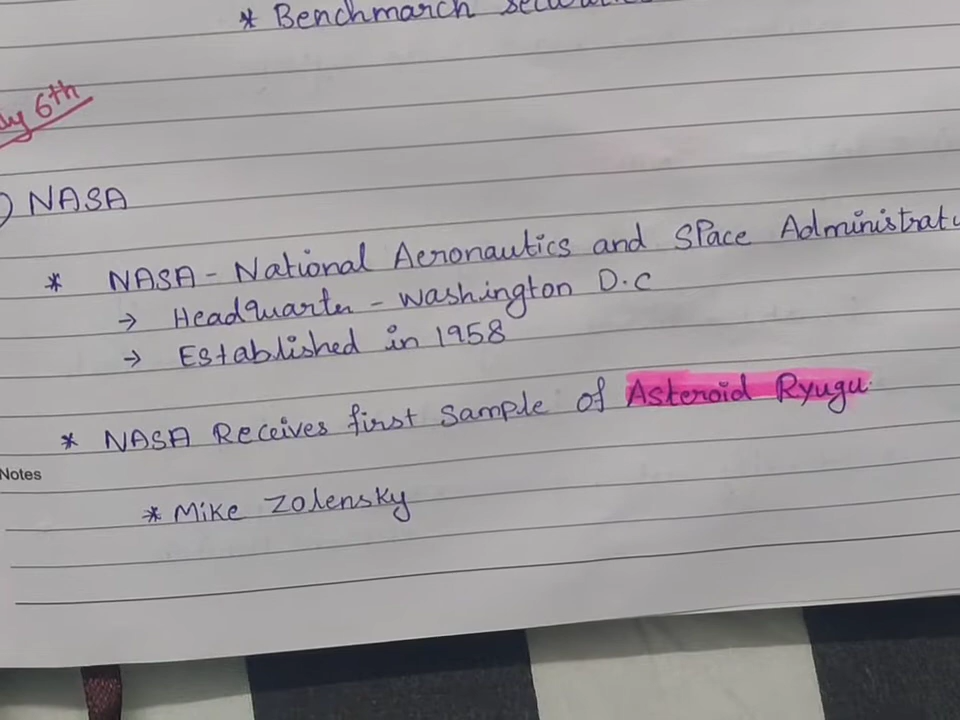 * Benchmarch
6th
) NASA
* NASA - National Aeronautics and Space Administrat
→ Headquarter - Washington D.C
→ Established in 1958
* NASA Receives first Sample of Asteroid Ryugu.
Notes
* Mike Zolensky